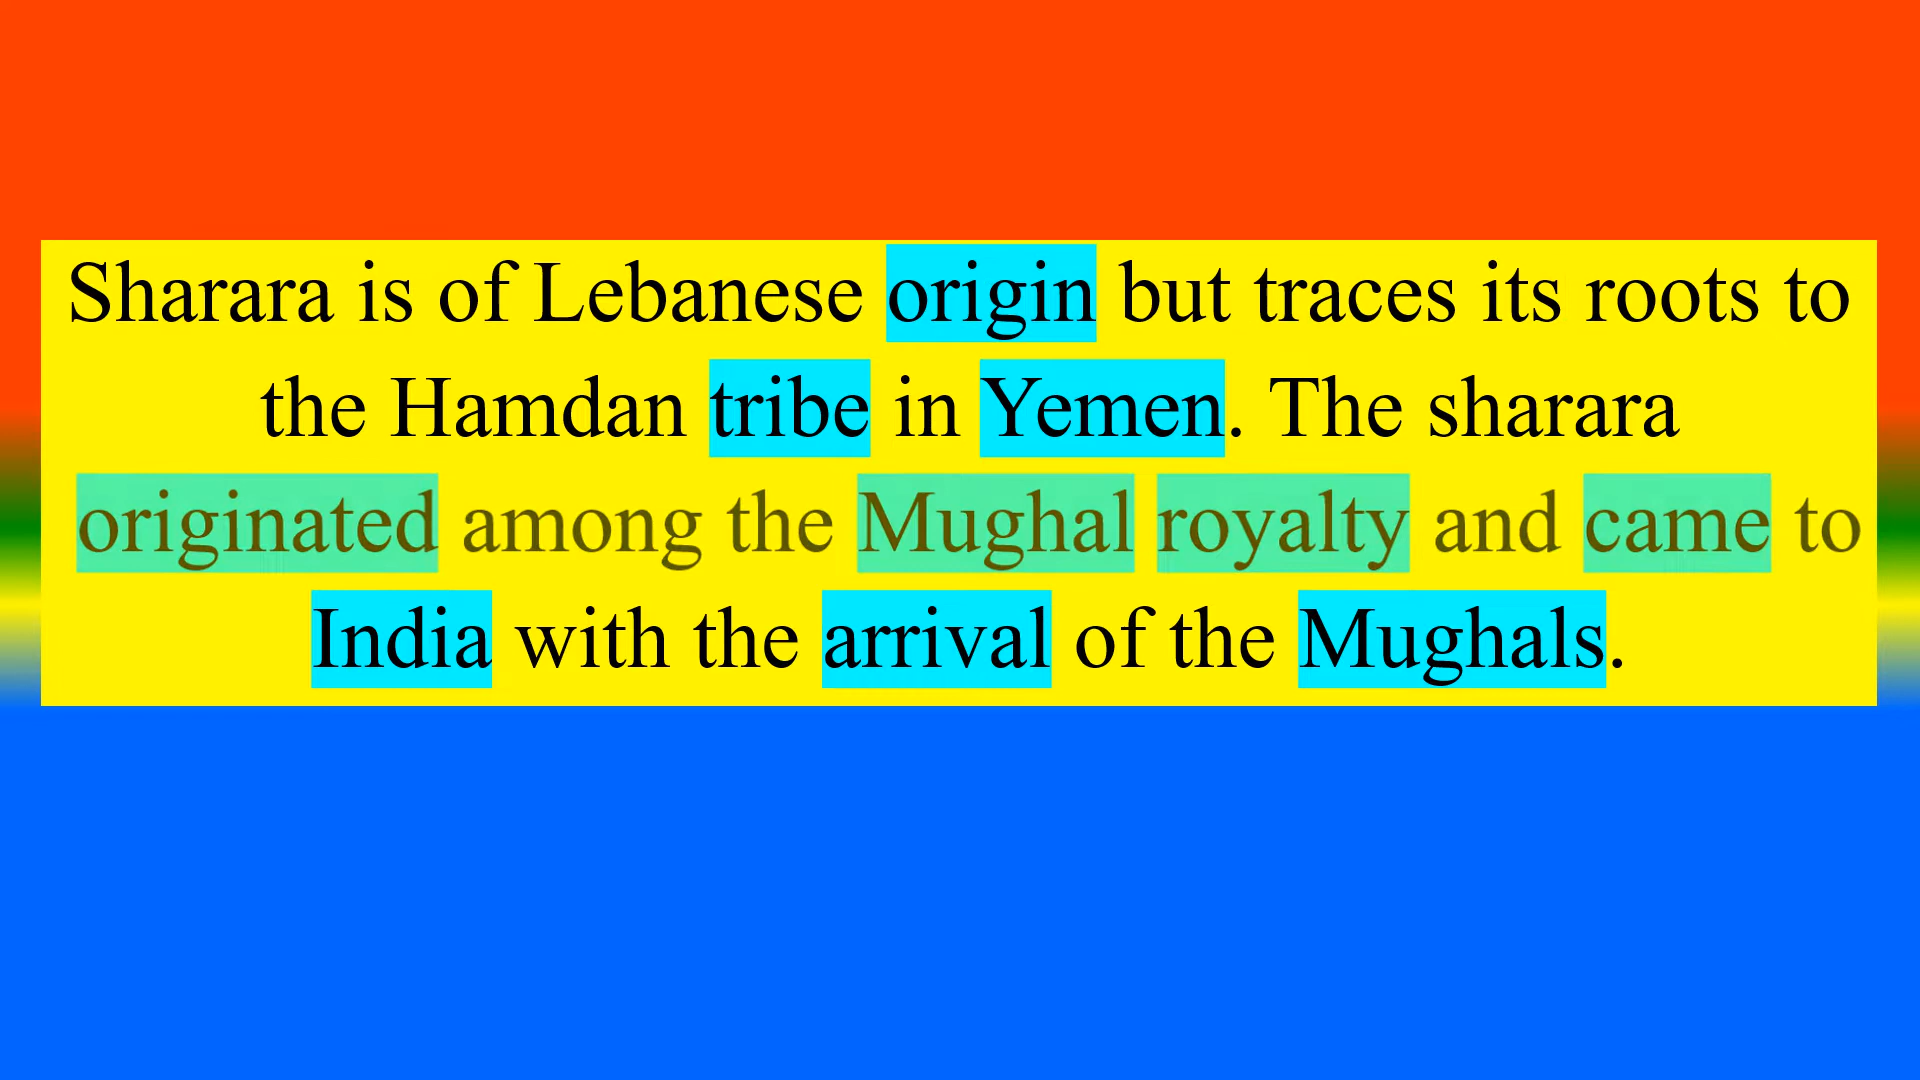 Sharara is of Lebanese origin but traces its roots to
the Hamdan tribe in Yemen. The sharara
originated among the Mughal royalty and came to
India with the arrival of the Mughals.